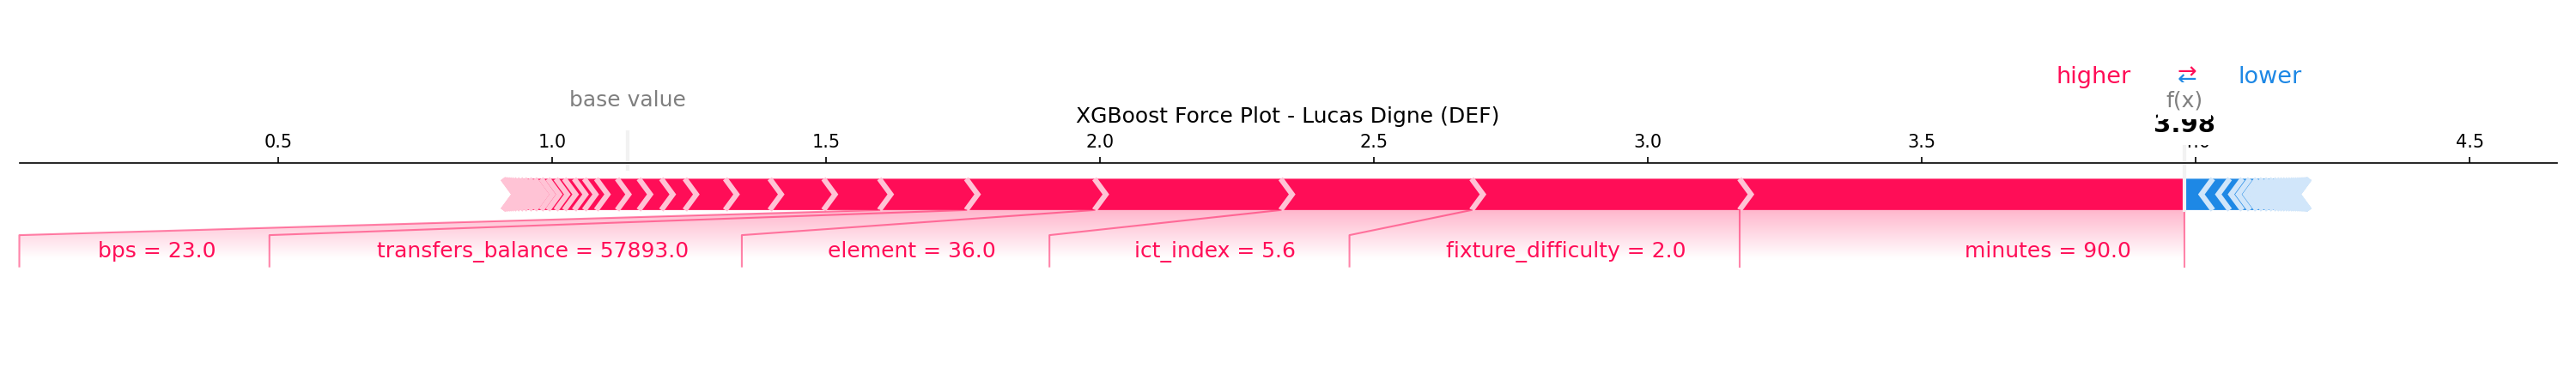 higher ⇄ lower
base value
f(x)
XGBoost Force Plot - Lucas Digne (DEF)
3.98
0.5 1.0 1.5 2.0 2.5 3.0 3.5 4.0 4.5
bps = 23.0 transfers_balance = 57893.0 element = 36.0 ict_index = 5.6 fixture_difficulty = 2.0 minutes = 90.0